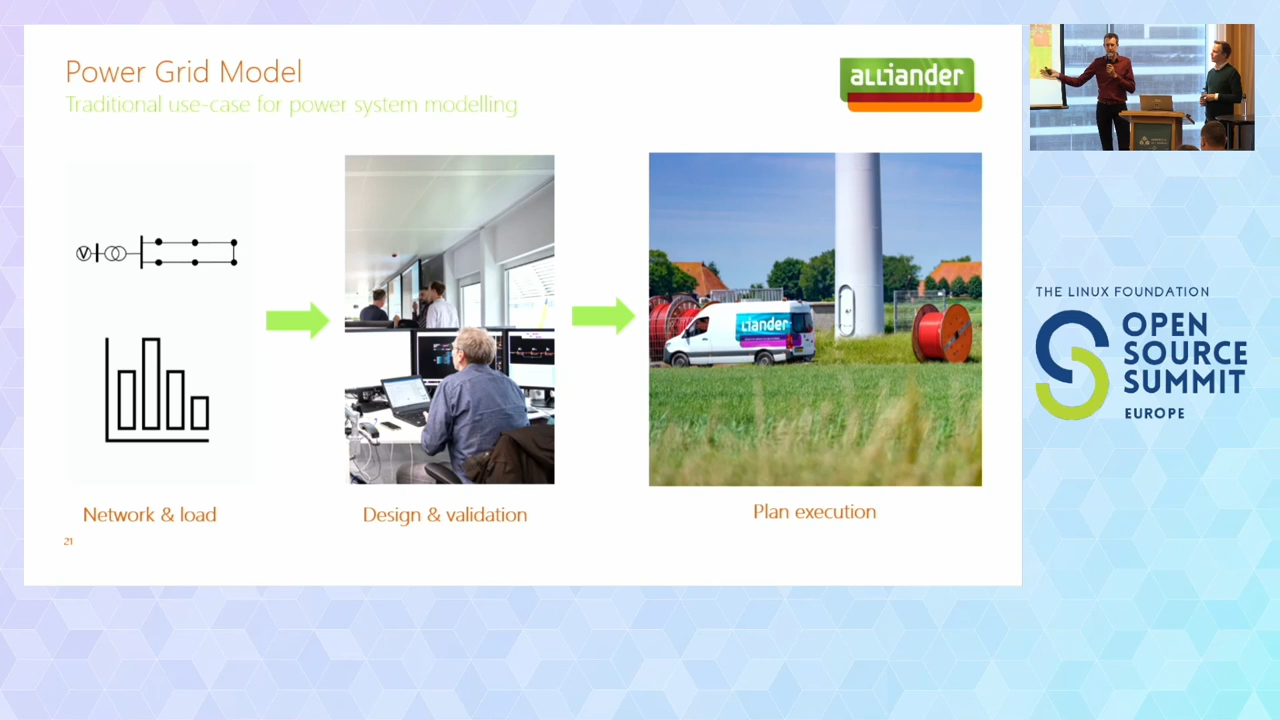 Power Grid Model
Traditional use-case for power system modelling
alliander
V
liander
Network & load
Design & validation
Plan execution
21
THE LINUX FOUNDATION
OPEN
SOURCE
SUMMIT
EUROPE